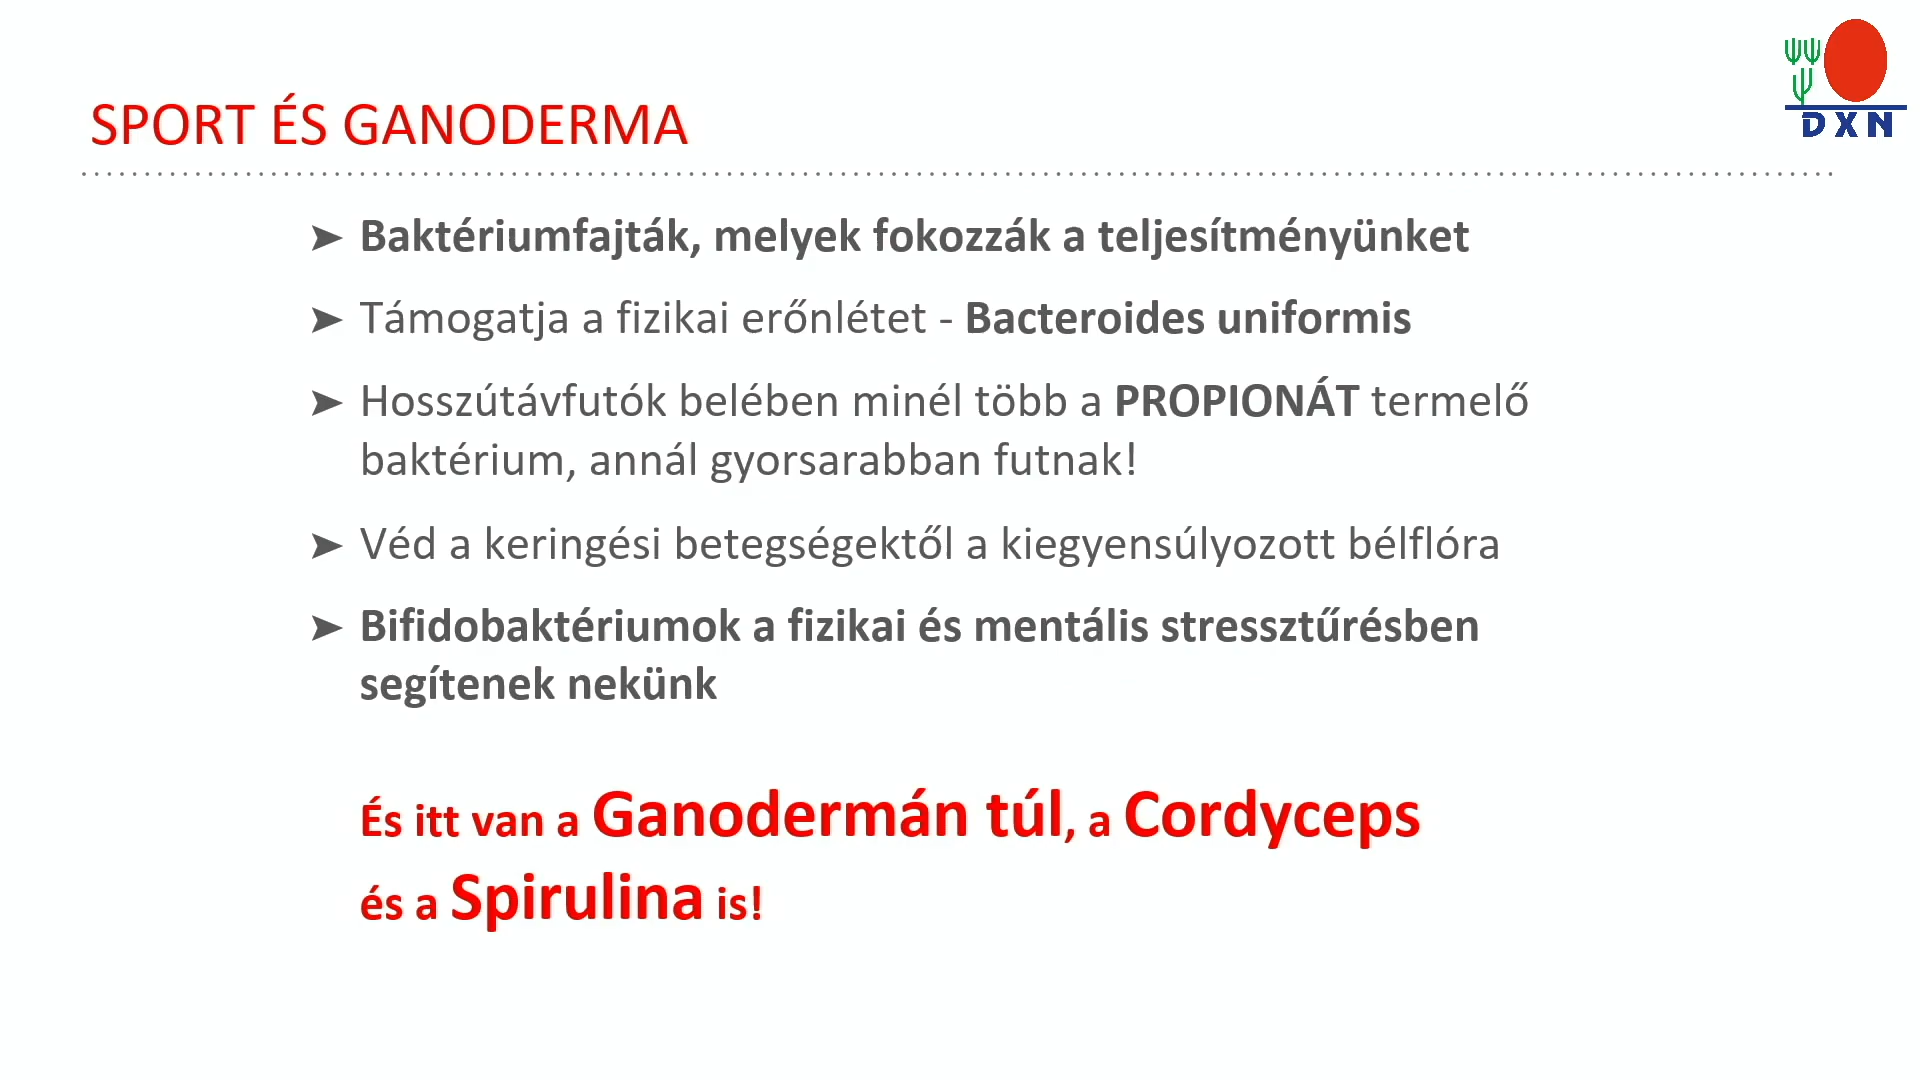 DXN
SPORT ÉS GANODERMA
➤ Baktériumfajták, melyek fokozzák a teljesítményünket
➤ Támogatja a fizikai erőnlétet - Bacteroides uniformis
➤ Hosszútávfutók belében minél több a PROPIONÁT termelő
baktérium, annál gyorsarabban futnak!
➤ Véd a keringési betegségektől a kiegyensúlyozott bélflóra
➤ Bifidobaktériumok a fizikai és mentális stressztűrésben
segítenek nekünk
És itt van a Ganodermán túl, a Cordyceps
és a Spirulina is!